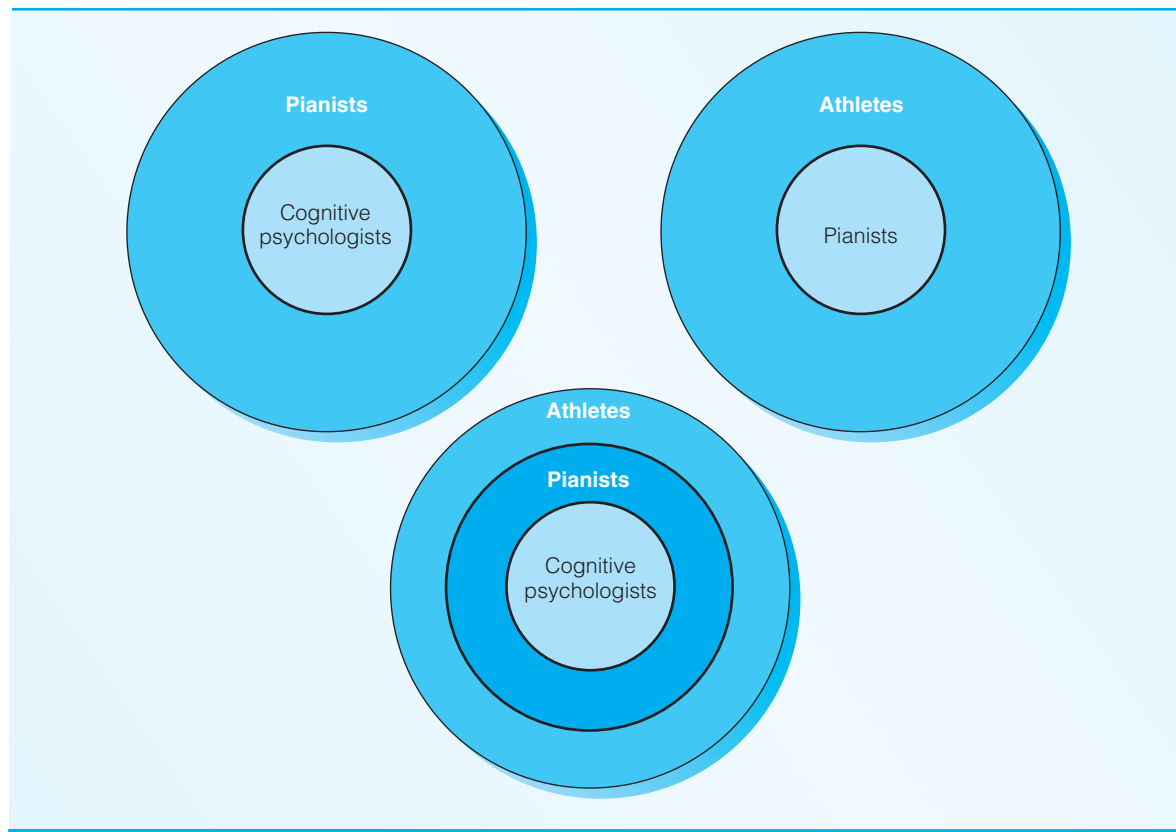 Pianists
Cognitive
psychologists
Athletes
Pianists
Athletes
Pianists
Cognitive
psychologists